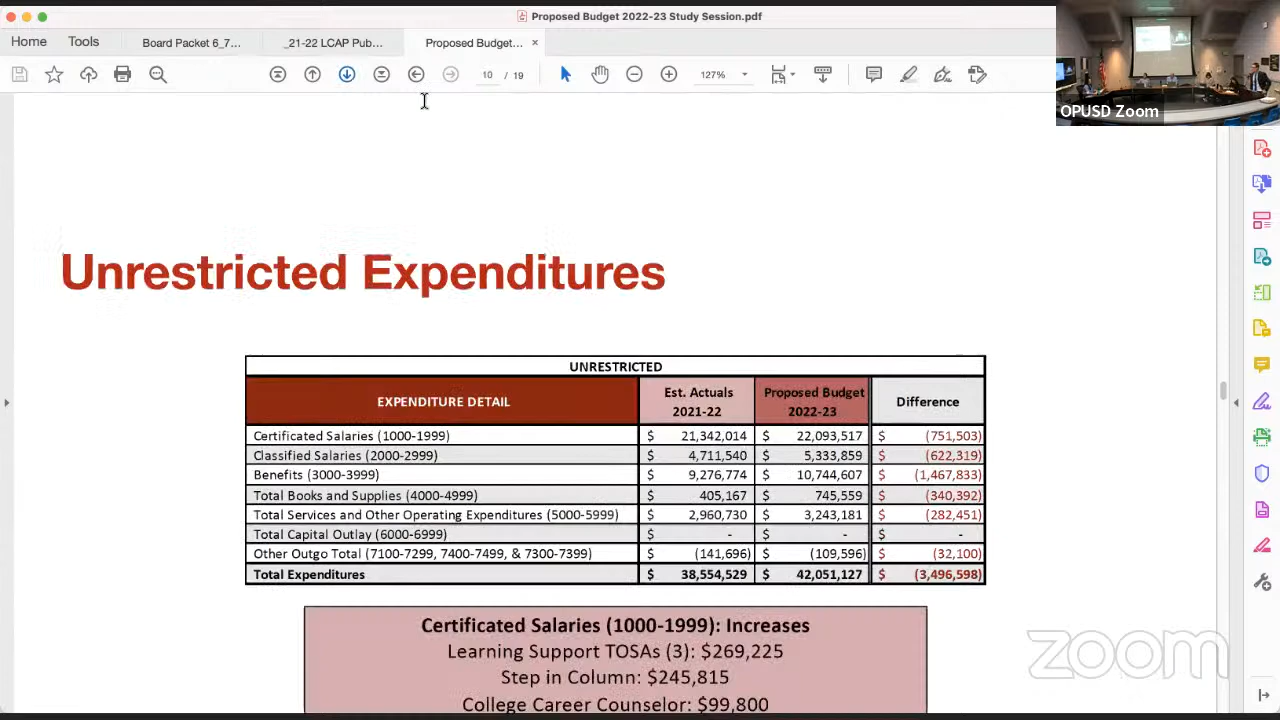 Proposed Budget 2022-23 Study Session.pdf
Home Tools Board Packet 6_7... _21-22 LCAP Pub... Proposed Budget... ×
10 / 19 127%
OPUSD Zoom
Unrestricted Expenditures
UNRESTRICTED
EXPENDITURE DETAIL Est. Actuals 2021-22 Proposed Budget 2022-23 Difference
Certificated Salaries (1000-1999) $ 21,342,014 $ 22,093,517 $ (751,503)
Classified Salaries (2000-2999) $ 4,711,540 $ 5,333,859 $ (622,319)
Benefits (3000-3999) $ 9,276,774 $ 10,744,607 $ (1,467,833)
Total Books and Supplies (4000-4999) $ 405,167 $ 745,559 $ (340,392)
Total Services and Other Operating Expenditures (5000-5999) $ 2,960,730 $ 3,243,181 $ (282,451)
Total Capital Outlay (6000-6999) $ - $ - $ -
Other Outgo Total (7100-7299, 7400-7499, & 7300-7399) $ (141,696) $ (109,596) $ (32,100)
Total Expenditures $ 38,554,529 $ 42,051,127 $ (3,496,598)
Certificated Salaries (1000-1999): Increases
Learning Support TOSAs (3): $269,225
Step in Column: $245,815
College Career Counselor: $99,800
zoom